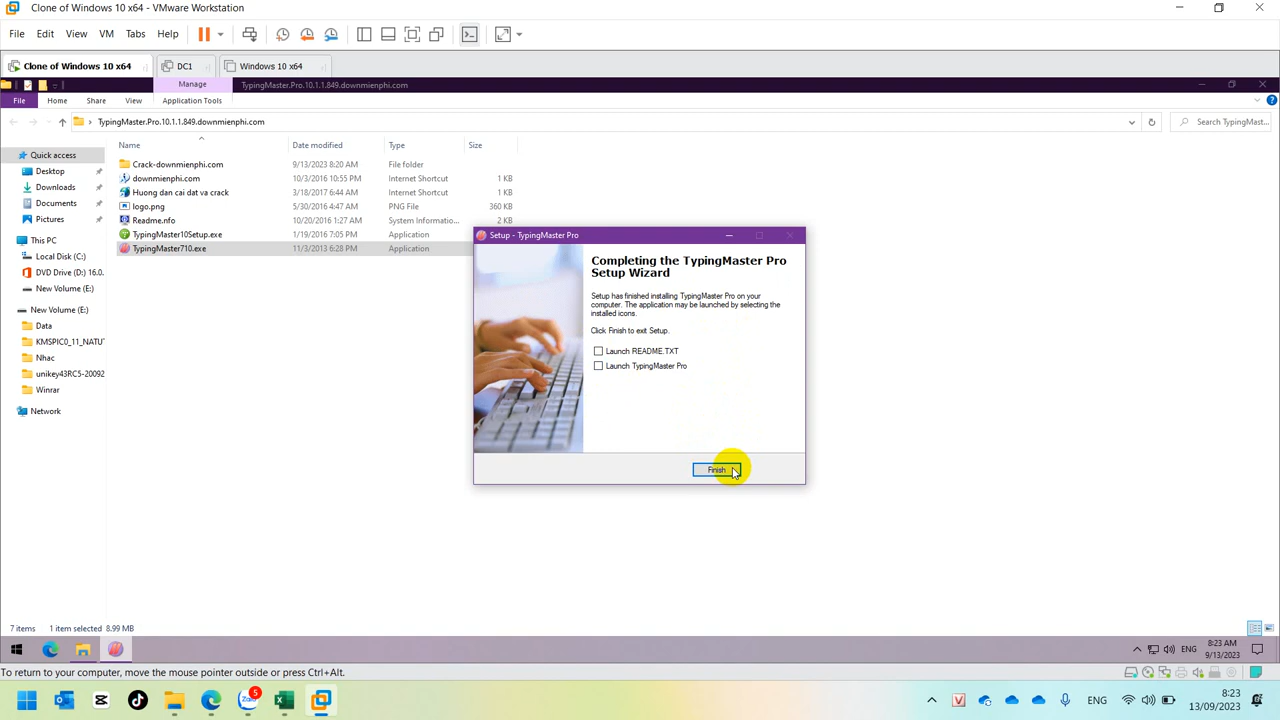 Clone of Windows 10 x64 - VMware Workstation
File Edit View VM Tabs Help
Clone of Windows 10 x64 DC1 Windows 10 x64
Manage TypingMaster.Pro.10.1.1.849.downmienphi.com
File Home Share View Application Tools
TypingMaster.Pro.10.1.1.849.downmienphi.com Search TypingMast...
Name Date modified Type Size
Quick access
Desktop
Downloads
Documents
Pictures
This PC
Local Disk (C:)
DVD Drive (D:) 16.0.
New Volume (E:)
New Volume (E:)
Data
KMSPIC0_11_NATU
Nhac
unikey43RC5-20092
Winrar
Network
Crack-downmienphi.com 9/13/2023 8:20 AM File folder
downmienphi.com 10/3/2016 10:55 PM Internet Shortcut 1 KB
Huong dan cai dat va crack 3/18/2017 6:44 AM Internet Shortcut 1 KB
logo.png 5/30/2016 4:47 AM PNG File 360 KB
Readme.nfo 10/20/2016 1:27 AM System Informatio... 2 KB
TypingMaster10Setup.exe 1/19/2016 7:05 PM Application
TypingMaster710.exe 11/3/2013 6:28 PM Application
Setup - TypingMaster Pro
Completing the TypingMaster Pro
Setup Wizard
Setup has finished installing TypingMaster Pro on your
computer. The application may be launched by selecting the
installed icons.
Click Finish to exit Setup.
Launch README.TXT
Launch TypingMaster Pro
Finish
7 items 1 item selected 8.99 MB
ENG 8:23 AM
9/13/2023
To return to your computer, move the mouse pointer outside or press Ctrl+Alt.
Zalo 5
V ENG 8:23
13/09/2023